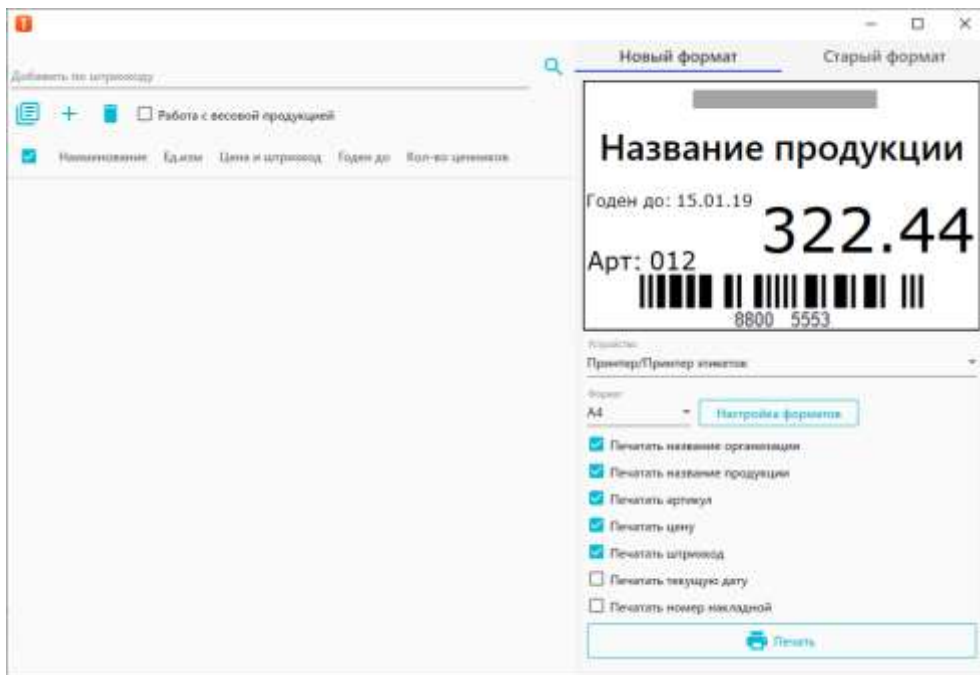 Новый формат
Старый формат
Добавить по штрихкоду
Работа с весовой продукцией
Наименование Ед.изм Цена и штрихкод Годен до Кол-во ценников
Название продукции
Годен до: 15.01.19
322.44
Арт: 012
8800 5553
Устройство
Принтер/Принтер этикеток
Формат
A4
Настройка форматов
Печатать название организации
Печатать название продукции
Печатать артикул
Печатать цену
Печатать штрихкод
Печатать текущую дату
Печатать номер накладной
Печать